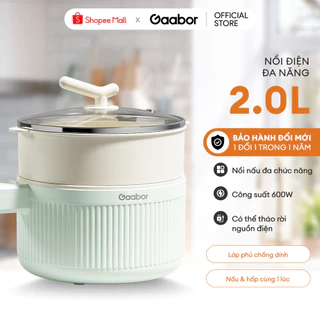 Shopee Mall x Gaabor OFFICIAL STORE
NỒI ĐIỆN
ĐA NĂNG
2.0L
BẢO HÀNH ĐỔI MỚI
1 ĐỔI 1 TRONG 1 NĂM
Nồi nấu đa chức năng
Công suất 600W
Có thể tháo rời
nguồn điện
Lớp phủ chống dính
Nấu & hấp cùng 1 lúc
Gaabor